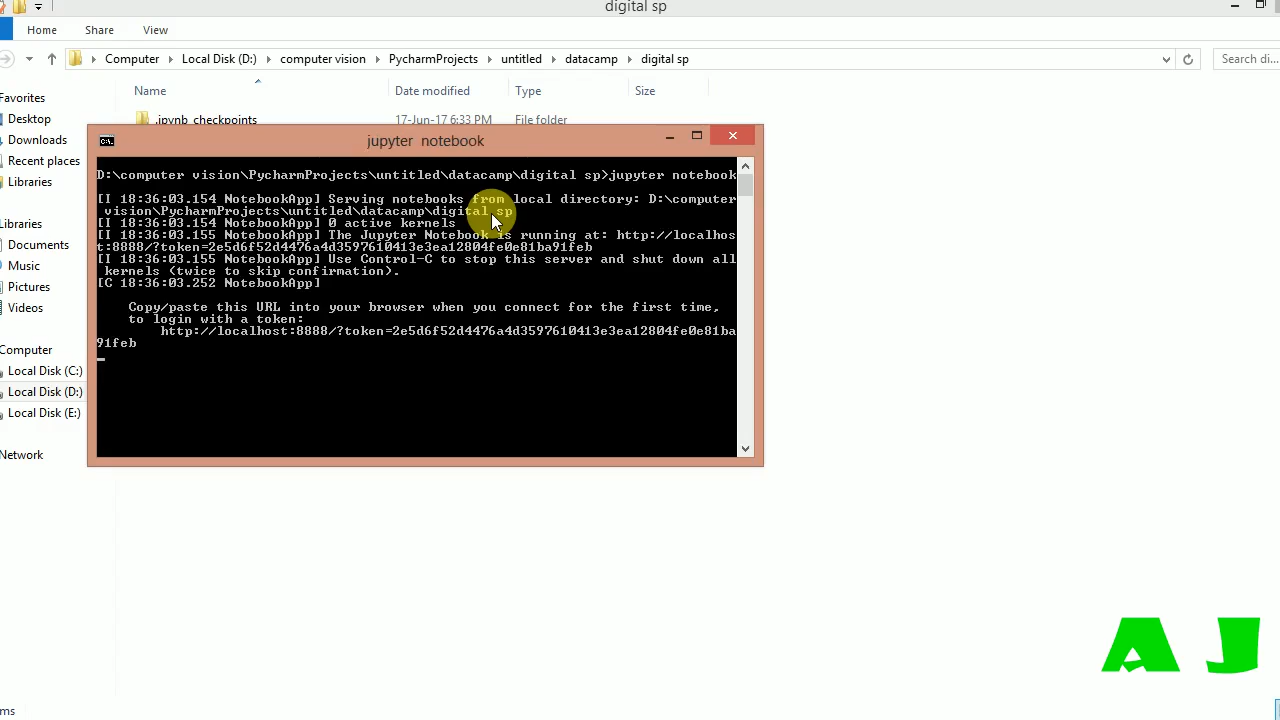 digital sp
Home Share View
Computer Local Disk (D:) computer vision PycharmProjects untitled datacamp digital sp Search di...
Name Date modified Type Size
Favorites
Desktop
Downloads
Recent places
Libraries
Libraries
Documents
Music
Pictures
Videos
Computer
Local Disk (C:)
Local Disk (D:)
Local Disk (E:)
Network
.ipynb_checkpoints 17-Jun-17 6:33 PM File folder
C:\.
jupyter notebook
D:\computer vision\PycharmProjects\untitled\datacamp\digital sp>jupyter notebook
[I 18:36:03.154 NotebookApp] Serving notebooks from local directory: D:\computer
vision\PycharmProjects\untitled\datacamp\digital sp
[I 18:36:03.154 NotebookApp] 0 active kernels
[I 18:36:03.155 NotebookApp] The Jupyter Notebook is running at: http://localhos
t:8888/?token=2e5d6f52d4476a4d3597610413e3ea12804fe0e81ba91feb
[I 18:36:03.155 NotebookApp] Use Control-C to stop this server and shut down all
kernels (twice to skip confirmation).
[C 18:36:03.252 NotebookApp]
Copy/paste this URL into your browser when you connect for the first time,
to login with a token:
http://localhost:8888/?token=2e5d6f52d4476a4d3597610413e3ea12804fe0e81ba
91feb
A J
ms